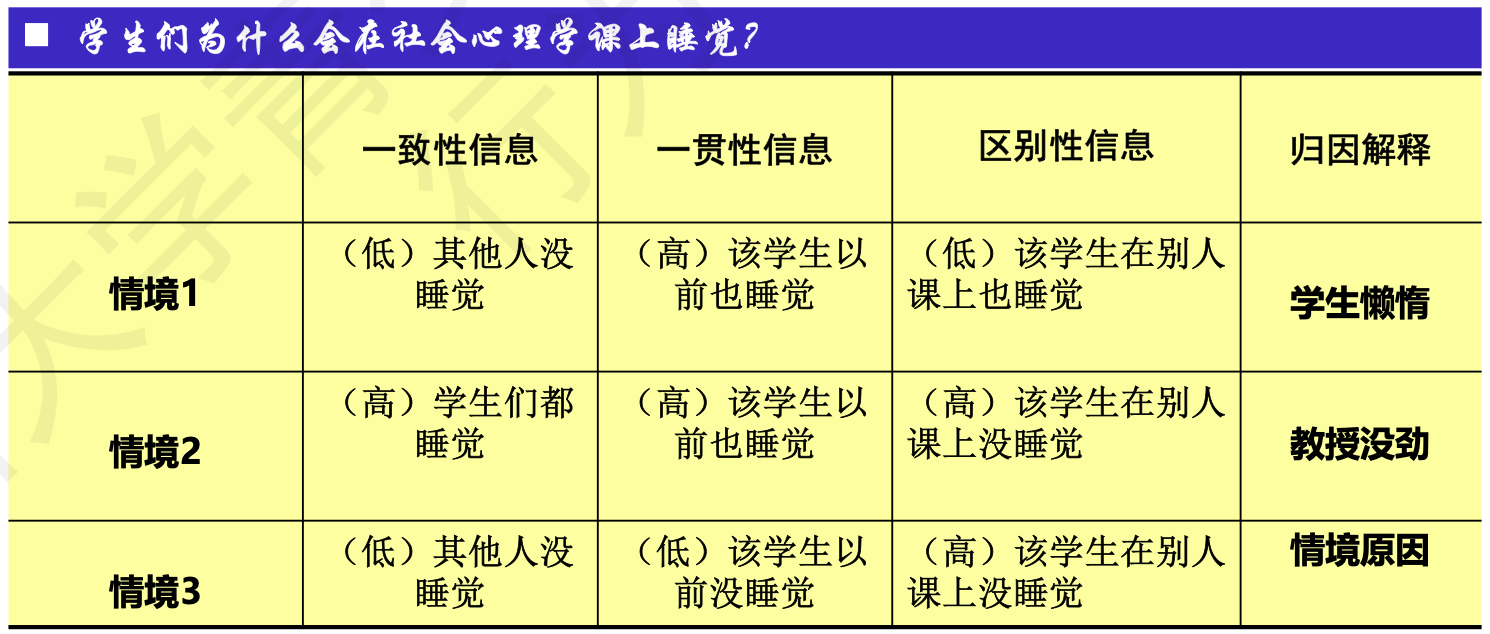 学生们为什么会在社会心理学课上睡觉?
一致性信息 一贯性信息 区别性信息 归因解释
情境1
（低）其他人没
睡觉
（高）该学生以
前也睡觉
（低）该学生在别人
课上也睡觉
学生懒惰
情境2
（高）学生们都
睡觉
（高）该学生以
前也睡觉
（高）该学生在别人
课上没睡觉
教授没劲
情境3
（低）其他人没
睡觉
（低）该学生以
前没睡觉
（高）该学生在别人
课上没睡觉
情境原因
大学青
行为